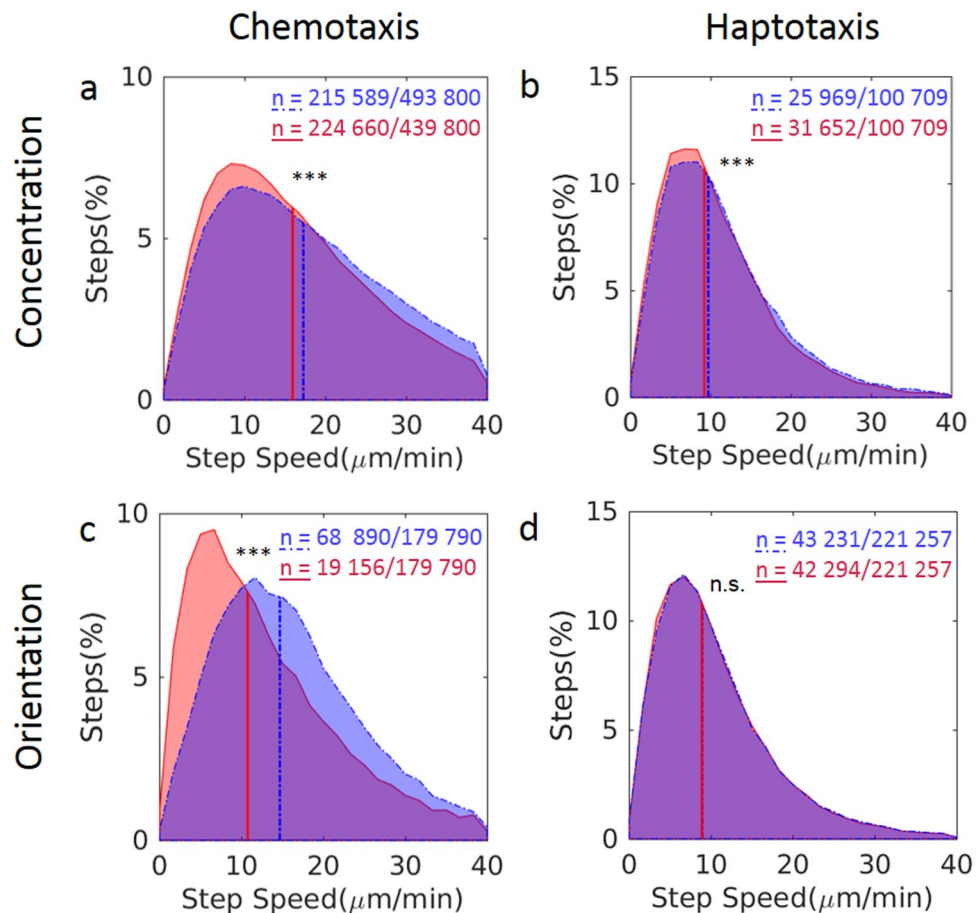 Chemotaxis
Haptotaxis
Concentration
Orientation
a
15
10
5
0
Steps(%)
n = 215 589/493 800
n = 224 660/439 800
***
0 10 20 30 40
Step Speed(μm/min)
b
15
10
5
0
Steps(%)
n = 25 969/100 709
n = 31 652/100 709
***
0 10 20 30 40
Step Speed(μm/min)
c
10
5
0
Steps(%)
n = 68 890/179 790
n = 19 156/179 790
***
0 10 20 30 40
Step Speed(μm/min)
d
15
10
5
0
Steps(%)
n = 43 231/221 257
n = 42 294/221 257
n.s.
0 10 20 30 40
Step Speed(μm/min)